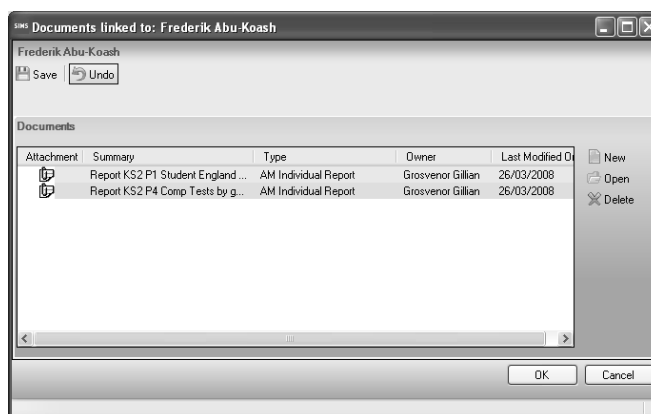 SIMS Documents linked to: Frederik Abu-Koash
Frederik Abu-Koash
Save Undo
Documents
Attachment Summary Type Owner Last Modified On
Report KS2 P1 Student England ... AM Individual Report Grosvenor Gillian 26/03/2008
Report KS2 P4 Comp Tests by g... AM Individual Report Grosvenor Gillian 26/03/2008
New
Open
Delete
OK Cancel